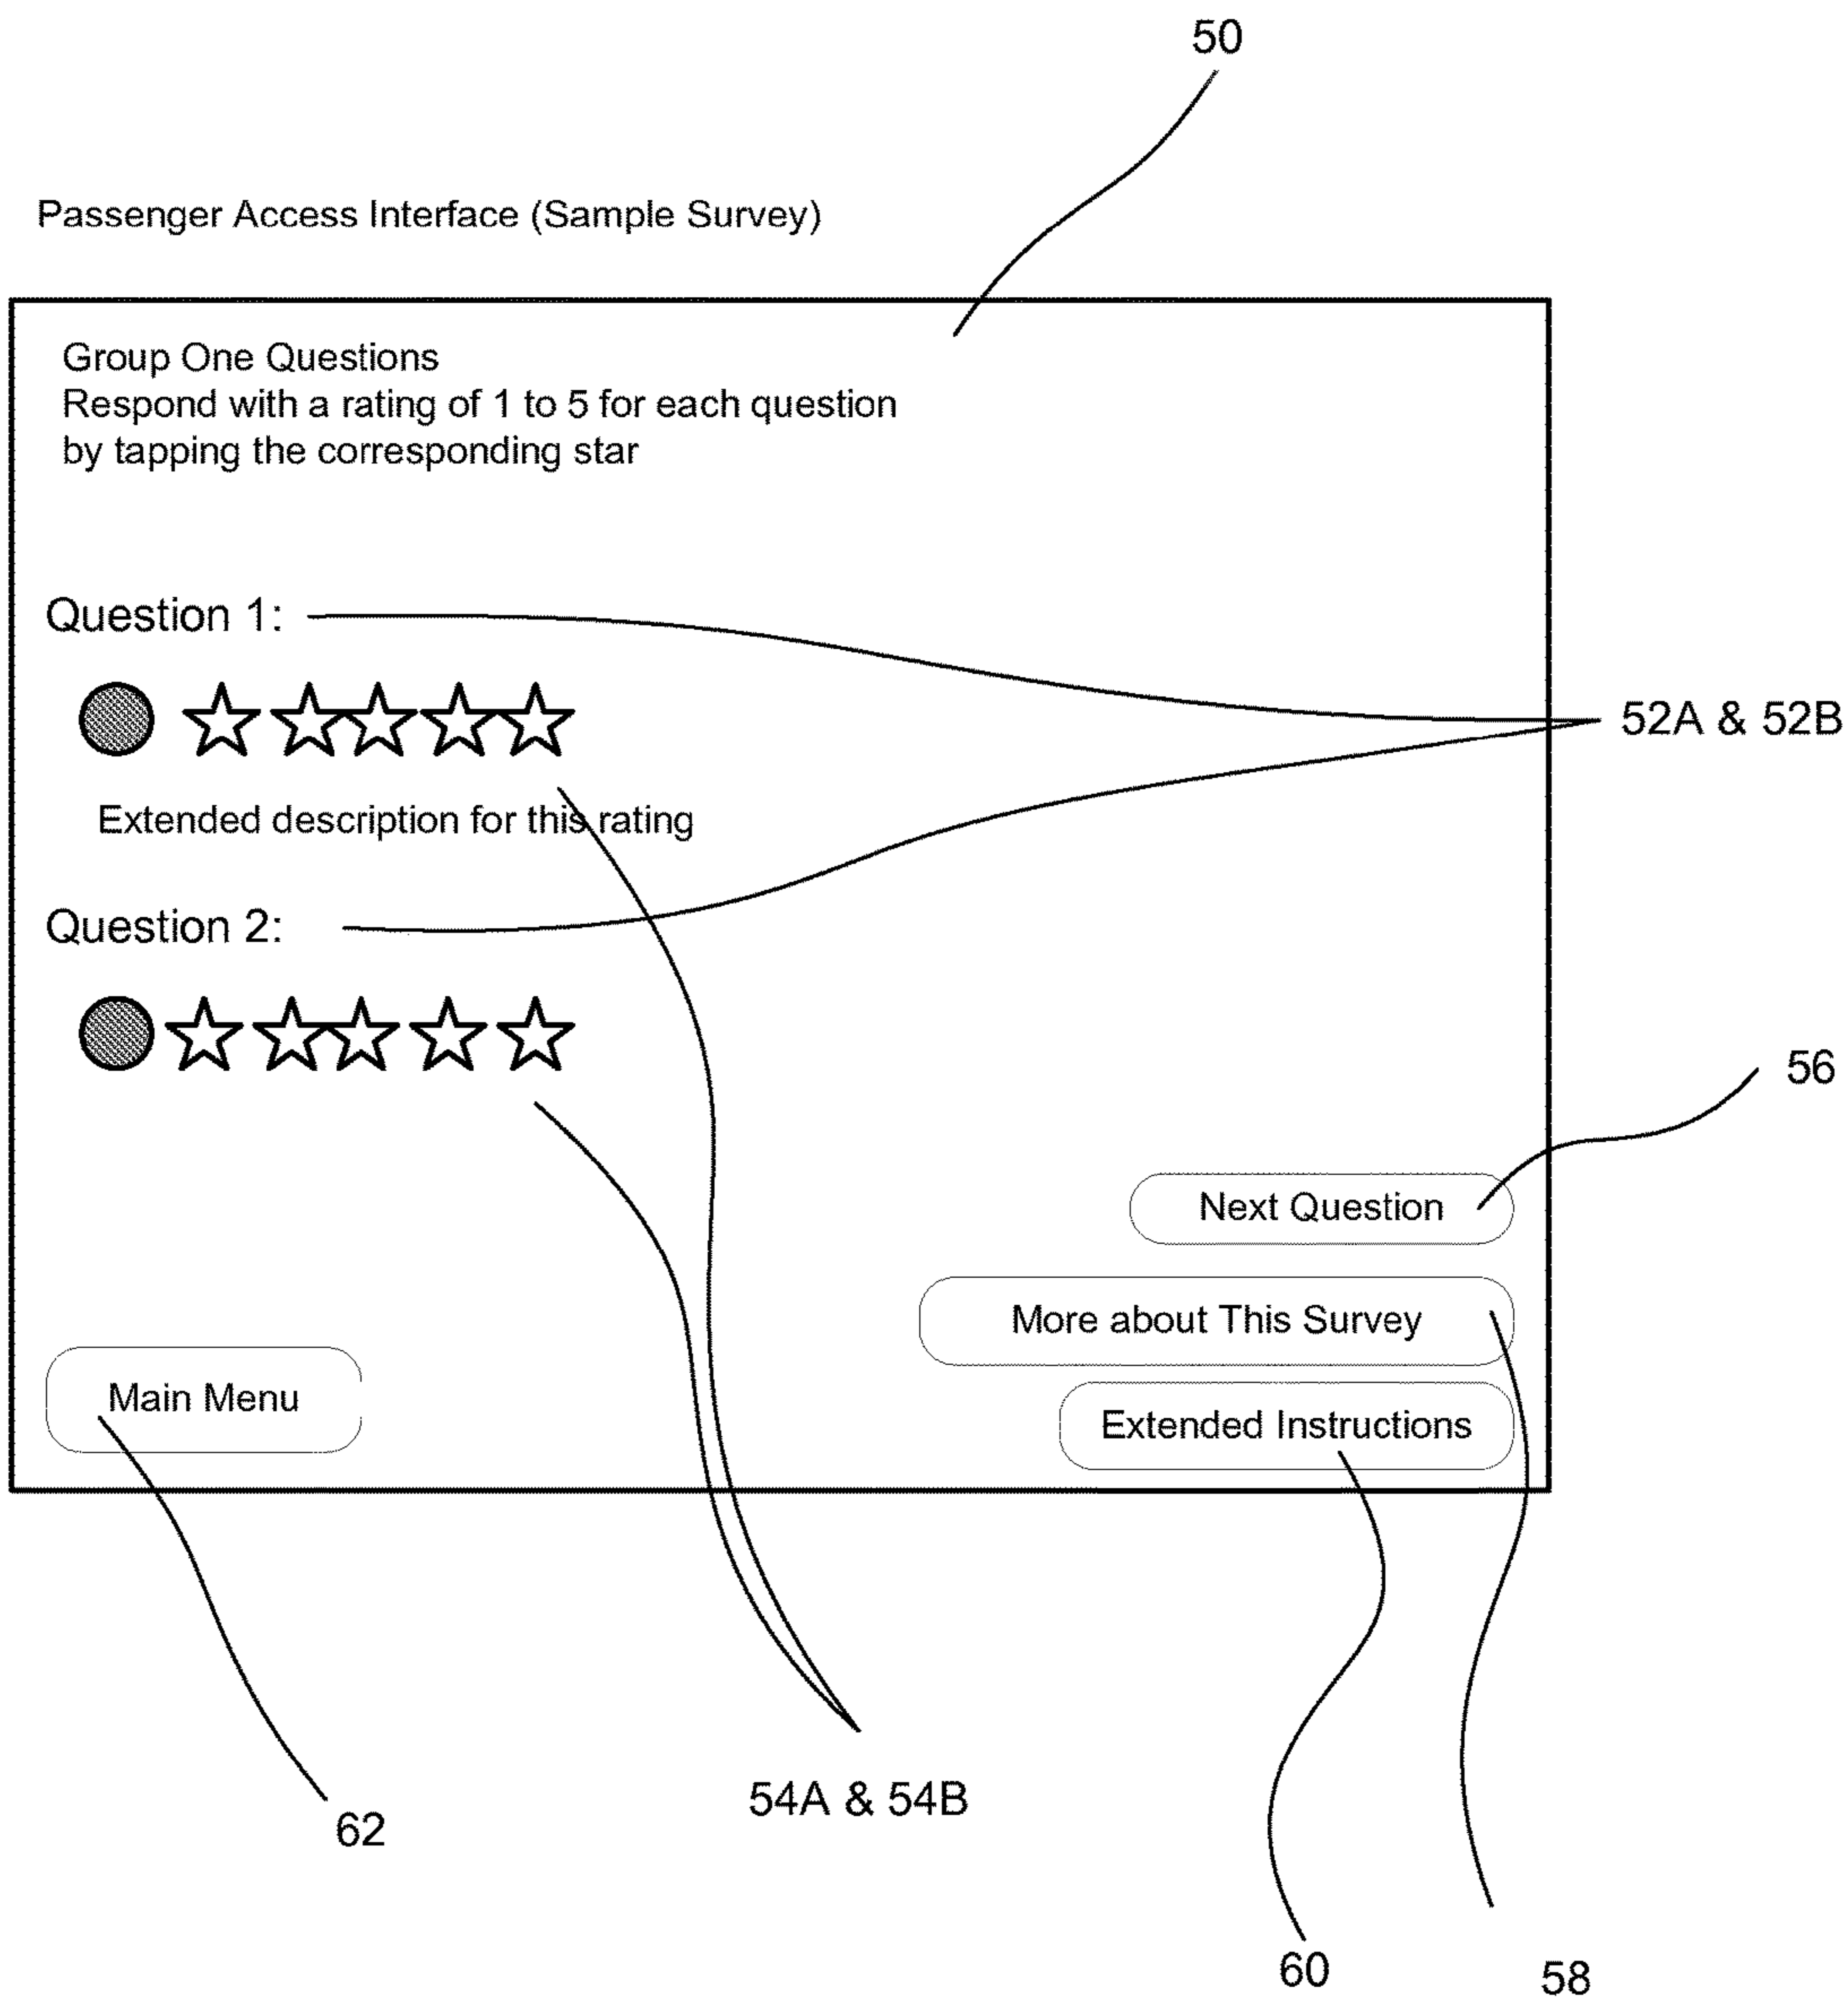 50
Passenger Access Interface (Sample Survey)
Group One Questions
Respond with a rating of 1 to 5 for each question
by tapping the corresponding star
Question 1:
52A & 52B
Extended description for this rating
Question 2:
56
Next Question
More about This Survey
Main Menu
Extended Instructions
54A & 54B
62
60
58